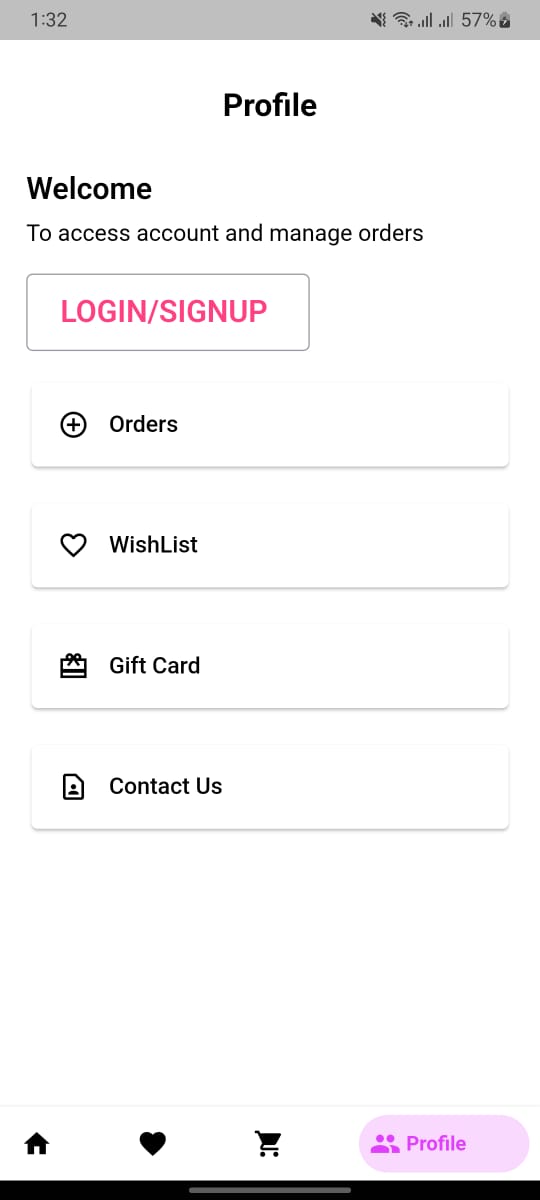 1:32
57%
Profile
Welcome
To access account and manage orders
LOGIN/SIGNUP
Orders
WishList
Gift Card
Contact Us
Profile